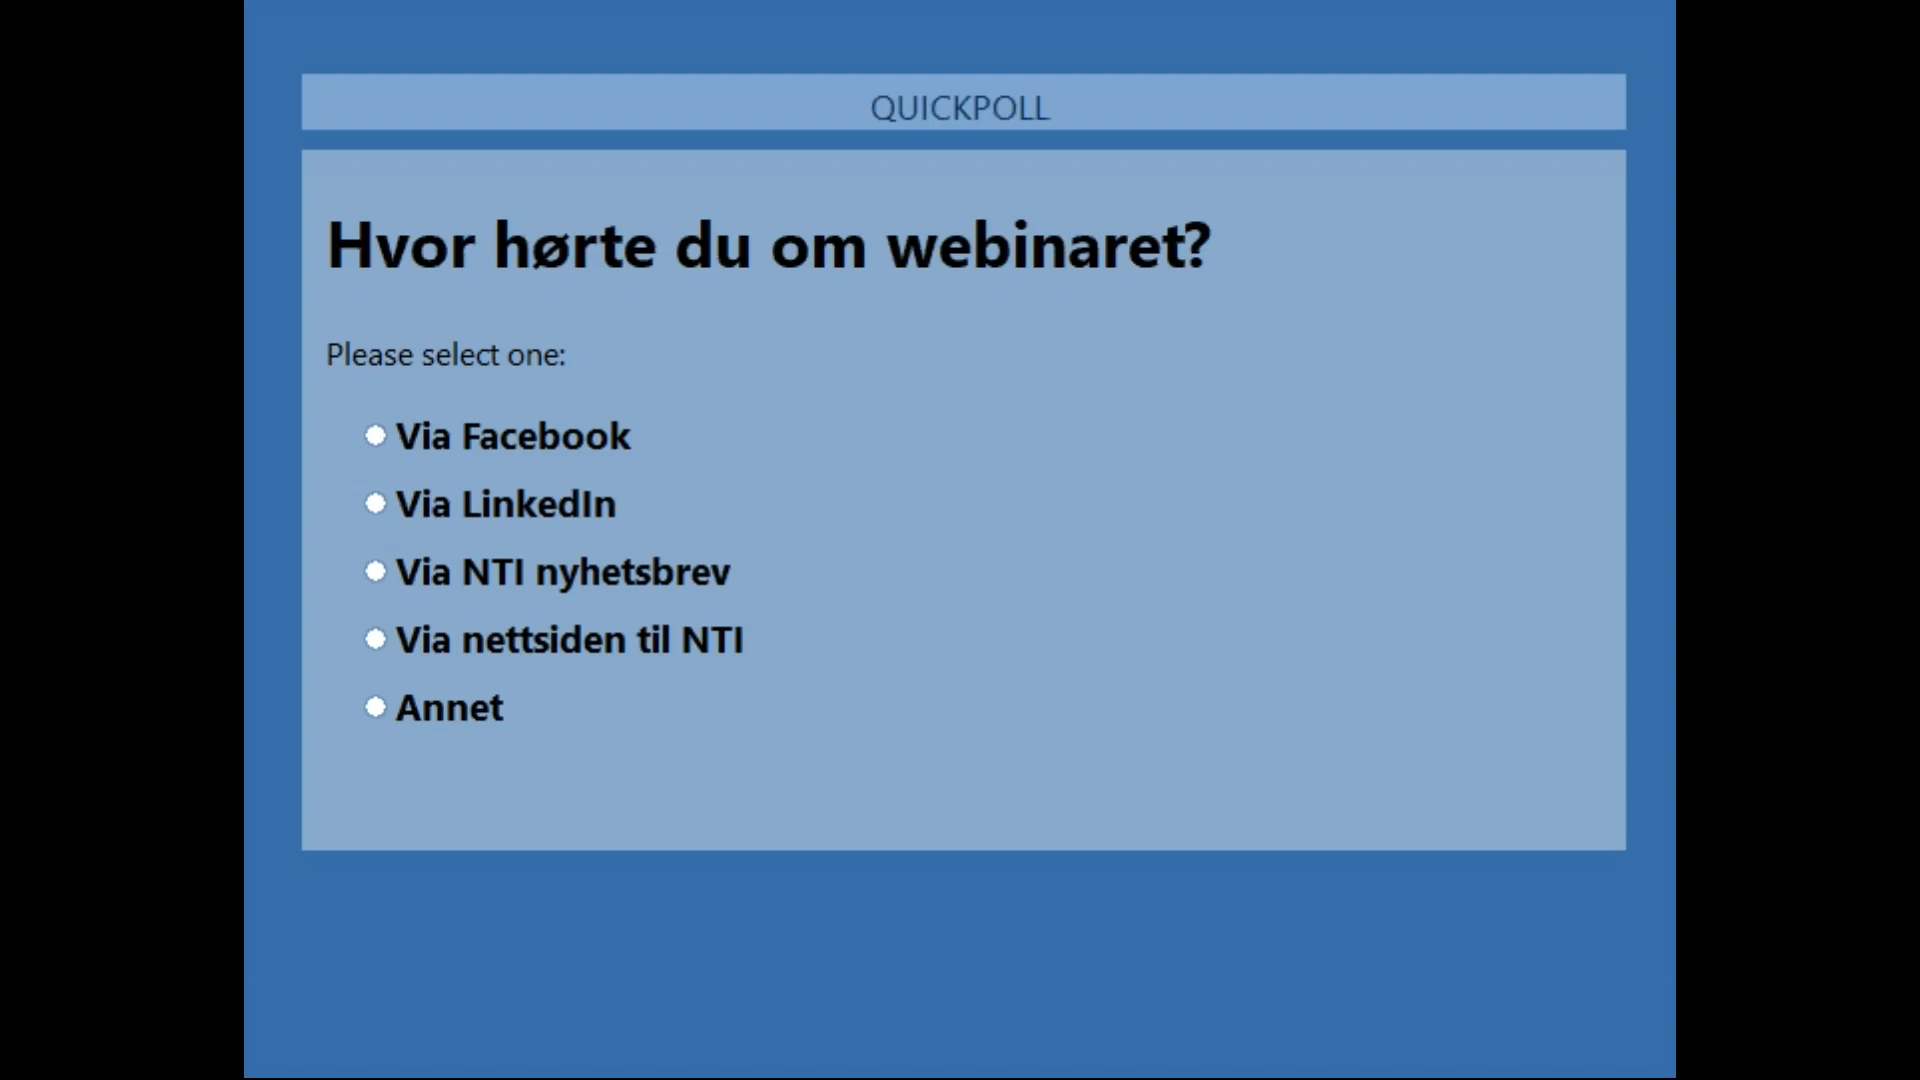 QUICKPOLL
Hvor hørte du om webinaret?
Please select one:
Via Facebook
Via LinkedIn
Via NTI nyhetsbrev
Via nettsiden til NTI
Annet